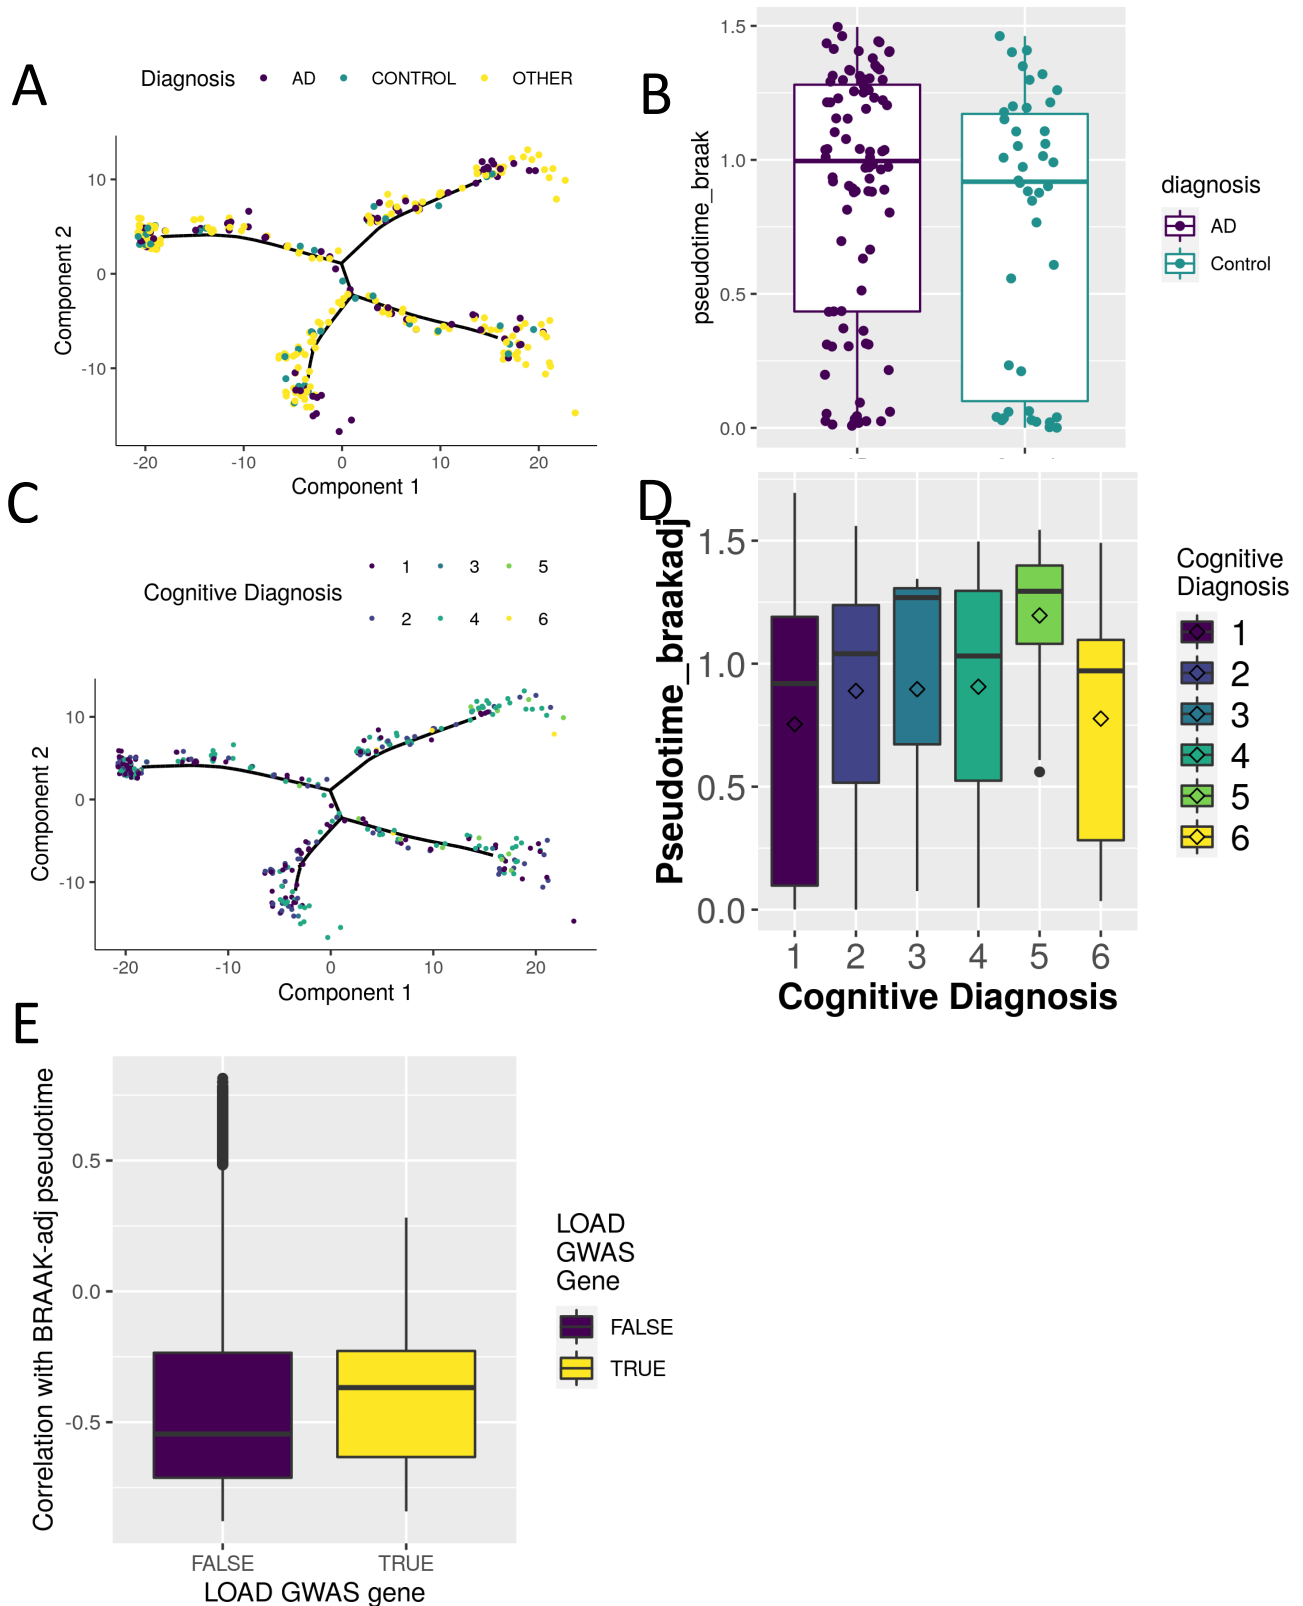 A
Diagnosis AD CONTROL OTHER
10
0
-10
Component 2
-20 -10 0 10 20
Component 1
B
1.5
1.0
0.5
0.0
pseudotime_braak
diagnosis
AD
Control
C
Cognitive Diagnosis
1 3 5
2 4 6
10
0
-10
Component 2
-20 -10 0 10 20
Component 1
D
1.5
1.0
0.5
0.0
Pseudotime_braakadj
1 2 3 4 5 6
Cognitive Diagnosis
Cognitive
Diagnosis
1
2
3
4
5
6
E
0.5
0.0
-0.5
Correlation with BRAAK-adj pseudotime
FALSE TRUE
LOAD GWAS gene
LOAD
GWAS
Gene
FALSE
TRUE